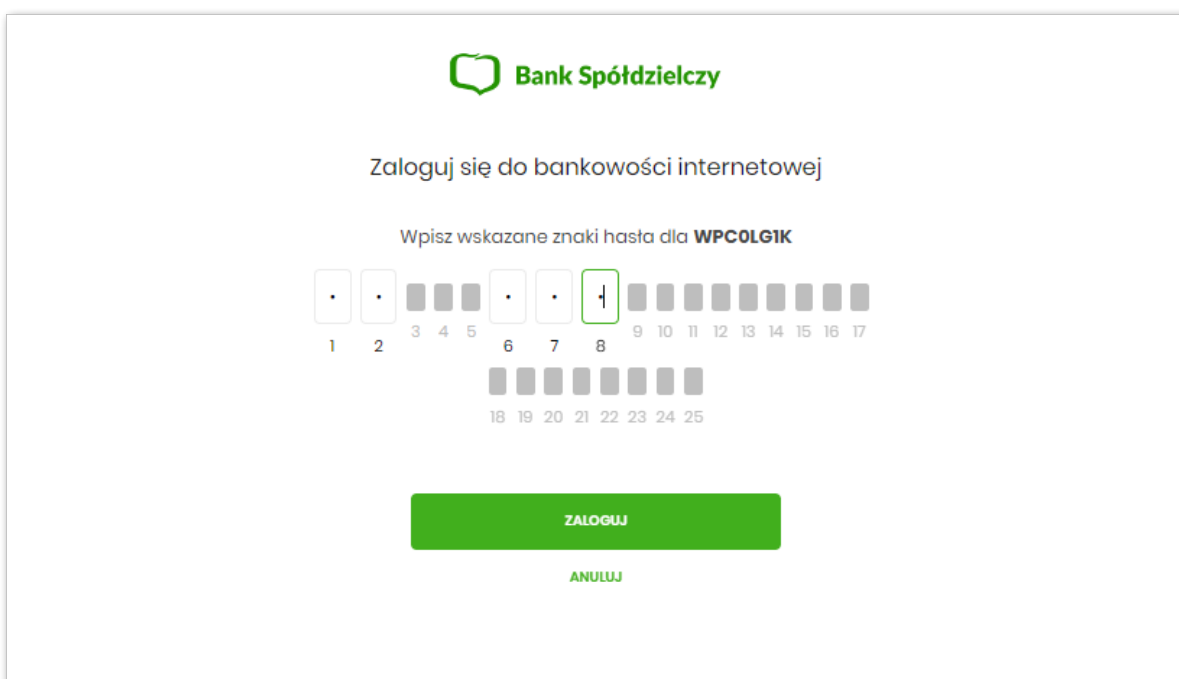 Bank Spółdzielczy
Zaloguj się do bankowości internetowej
Wpisz wskazane znaki hasła dla WPC0LG1K
1 2 3 4 5 6 7 8 9 10 11 12 13 14 15 16 17
18 19 20 21 22 23 24 25
ZALOGUJ
ANULUJ